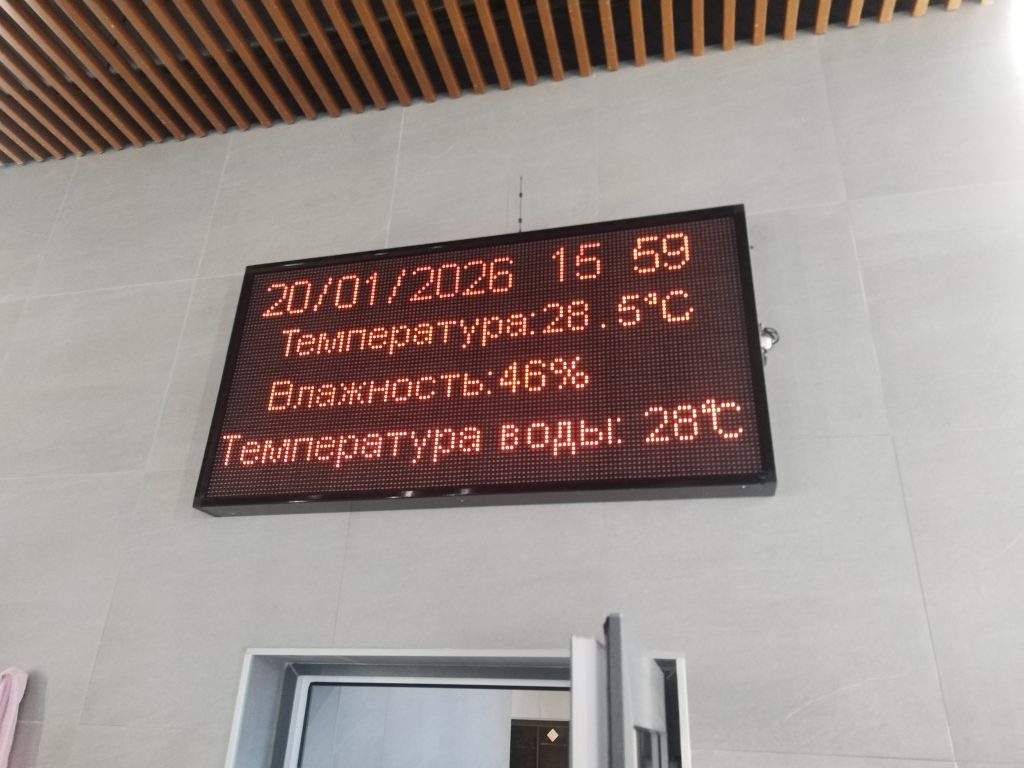 20/01/2026 15 59
Температура:28.5°C
Влажность:46%
Температура воды: 28°C